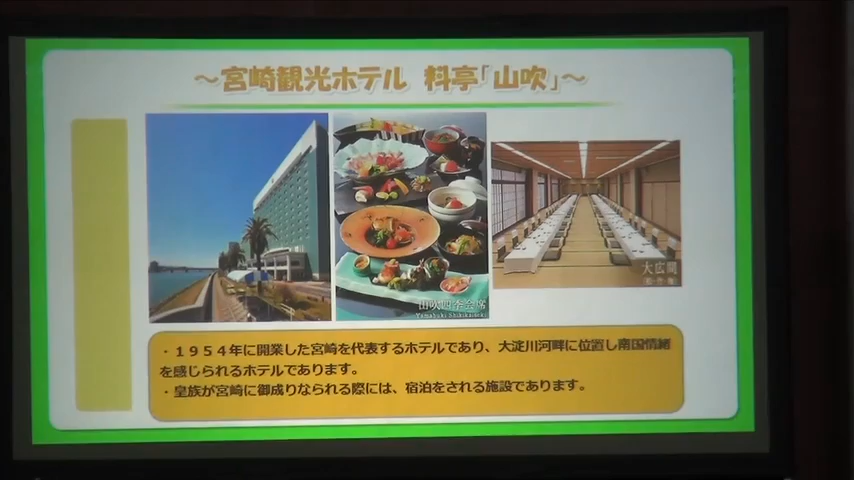 ～宮崎観光ホテル 料亭「山吹」～
山吹四季会席
Yamabuki Shikikaiseki
大広間
・１９５４年に開業した宮崎を代表するホテルであり、大淀川河畔に位置し南国情緒
を感じられるホテルであります。
・皇族が宮崎に御成りなられる際には、宿泊をされる施設であります。